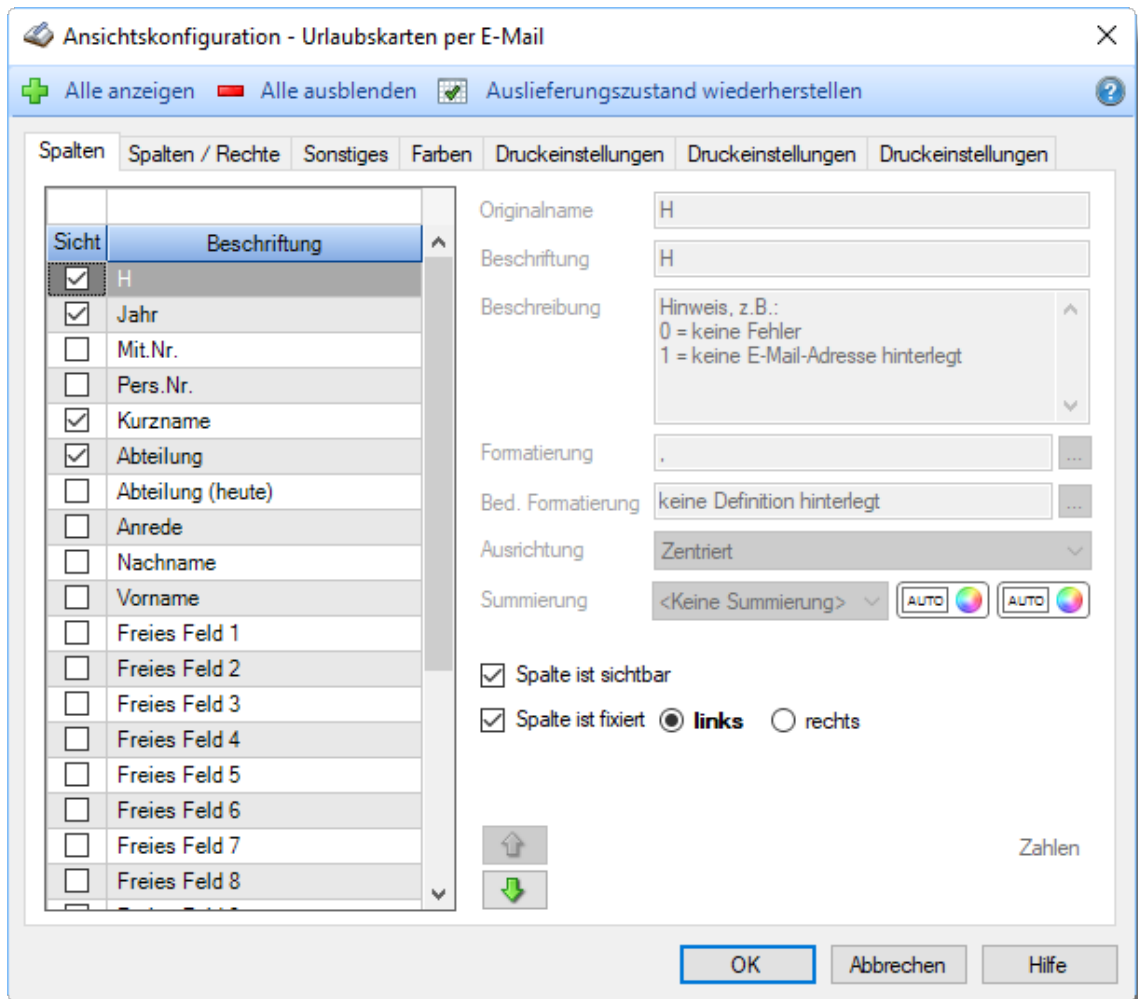 Ansichtskonfiguration - Urlaubskarten per E-Mail
Alle anzeigen Alle ausblenden Auslieferungszustand wiederherstellen
Spalten Spalten / Rechte Sonstiges Farben Druckeinstellungen Druckeinstellungen Druckeinstellungen
Sicht Beschriftung
H
Jahr
Mit.Nr.
Pers.Nr.
Kurzname
Abteilung
Abteilung (heute)
Anrede
Nachname
Vorname
Freies Feld 1
Freies Feld 2
Freies Feld 3
Freies Feld 4
Freies Feld 5
Freies Feld 6
Freies Feld 7
Freies Feld 8
Originalname H
Beschriftung H
Beschreibung Hinweis, z.B.:
0 = keine Fehler
1 = keine E-Mail-Adresse hinterlegt
Formatierung , ...
Bed. Formatierung keine Definition hinterlegt ...
Ausrichtung Zentriert
Summierung <Keine Summierung> AUTO AUTO
Spalte ist sichtbar
Spalte ist fixiert links rechts
Zahlen
OK Abbrechen Hilfe